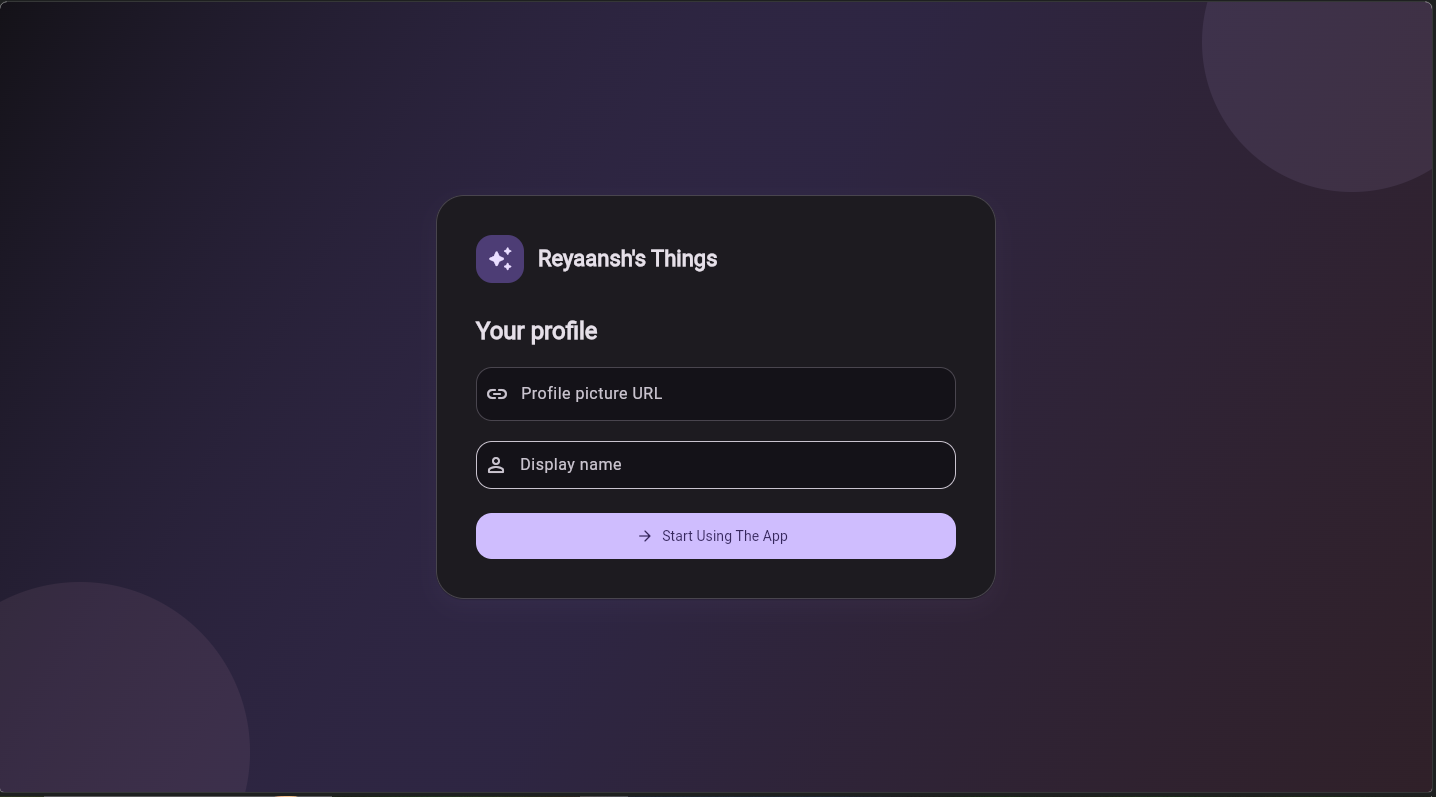 Reyaansh's Things
Your profile
Profile picture URL
Display name
Start Using The App